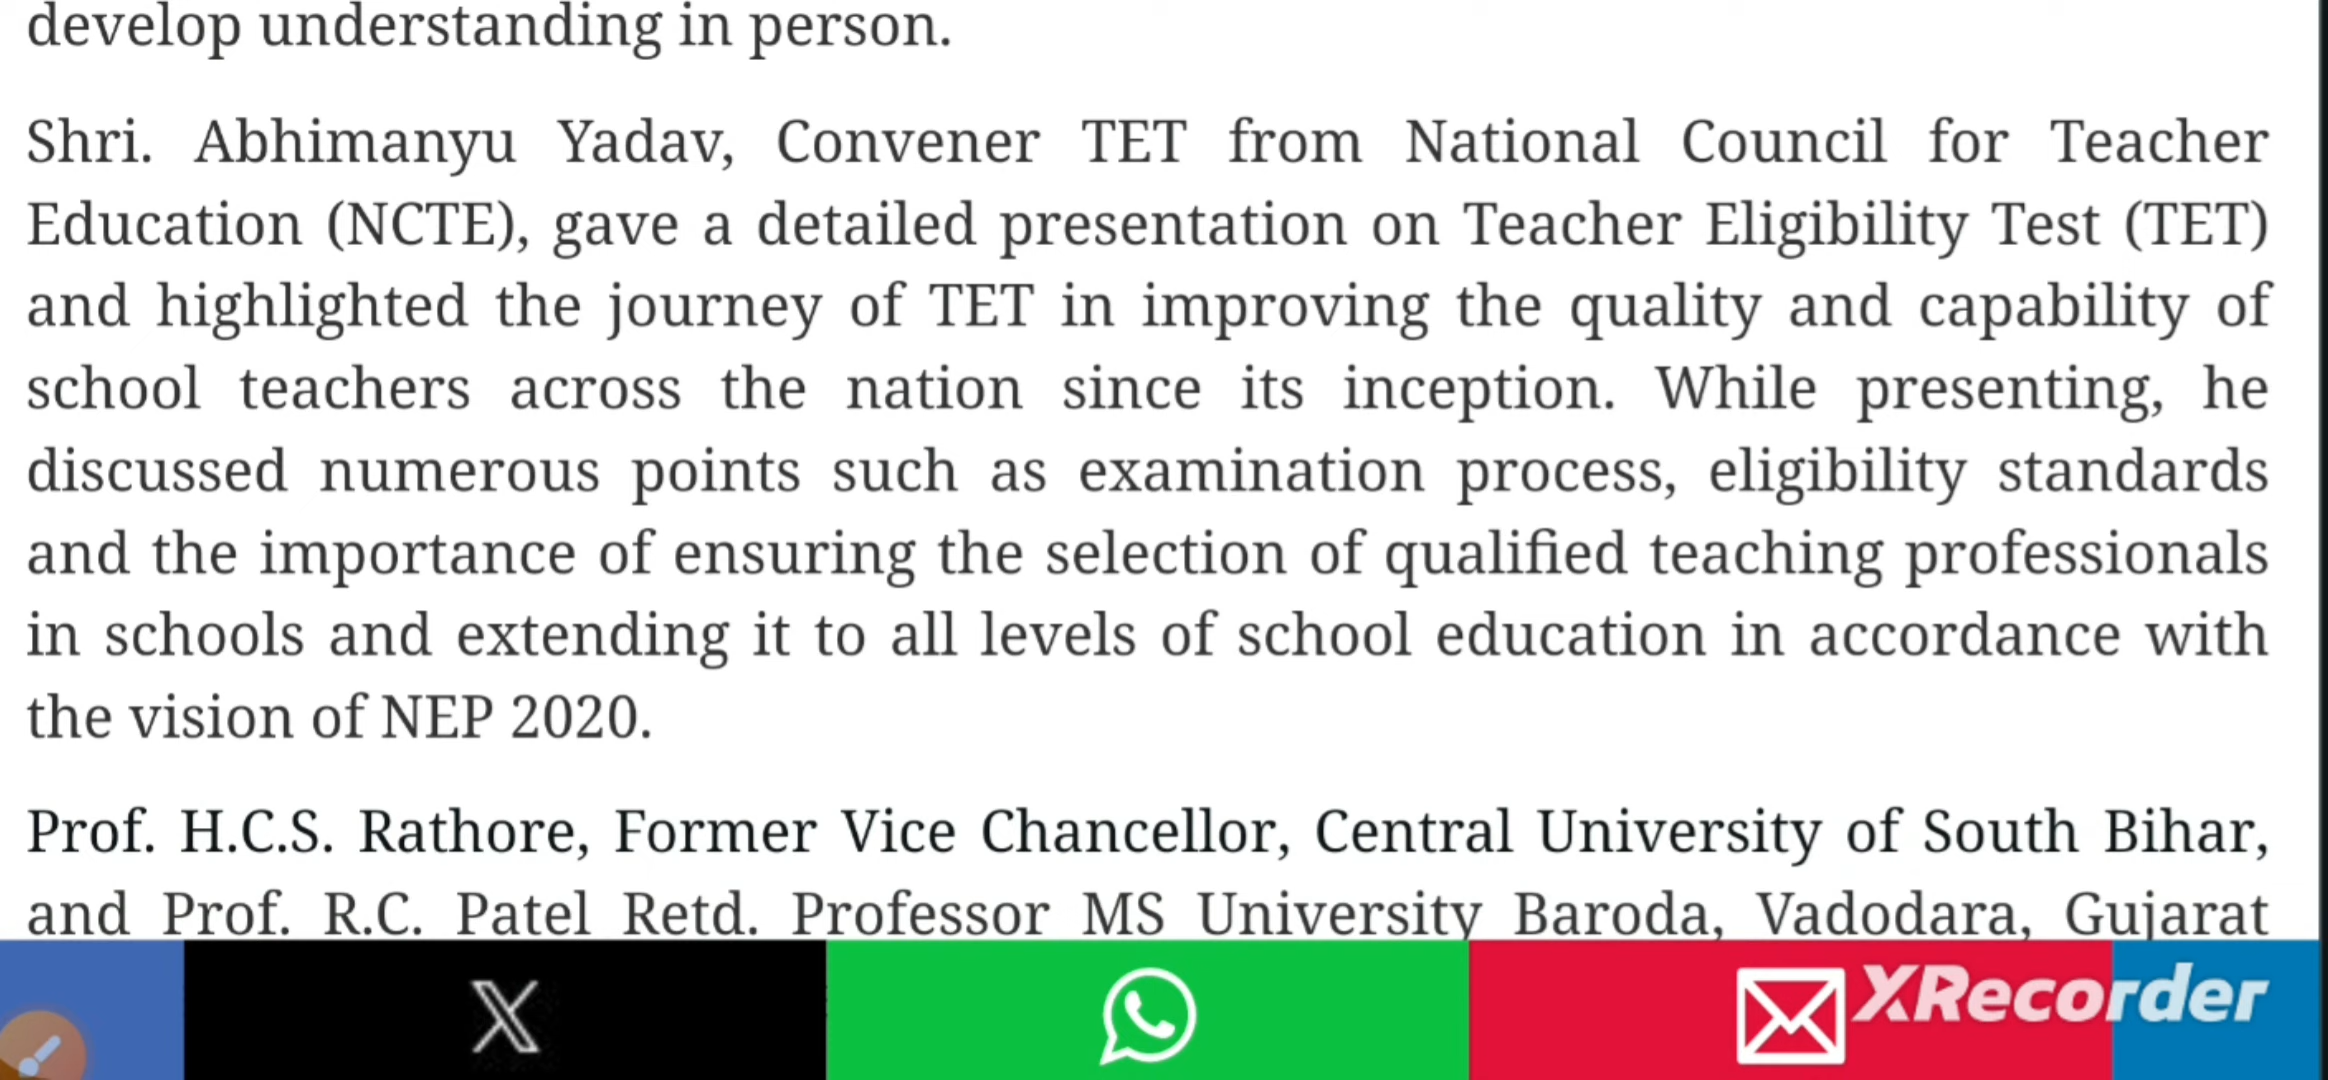 develop understanding in person.
Shri. Abhimanyu Yadav, Convener TET from National Council for Teacher
Education (NCTE), gave a detailed presentation on Teacher Eligibility Test (TET)
and highlighted the journey of TET in improving the quality and capability of
school teachers across the nation since its inception. While presenting, he
discussed numerous points such as examination process, eligibility standards
and the importance of ensuring the selection of qualified teaching professionals
in schools and extending it to all levels of school education in accordance with
the vision of NEP 2020.
Prof. H.C.S. Rathore, Former Vice Chancellor, Central University of South Bihar,
and Prof. R.C. Patel Retd. Professor MS University Baroda, Vadodara, Gujarat
XRecorder